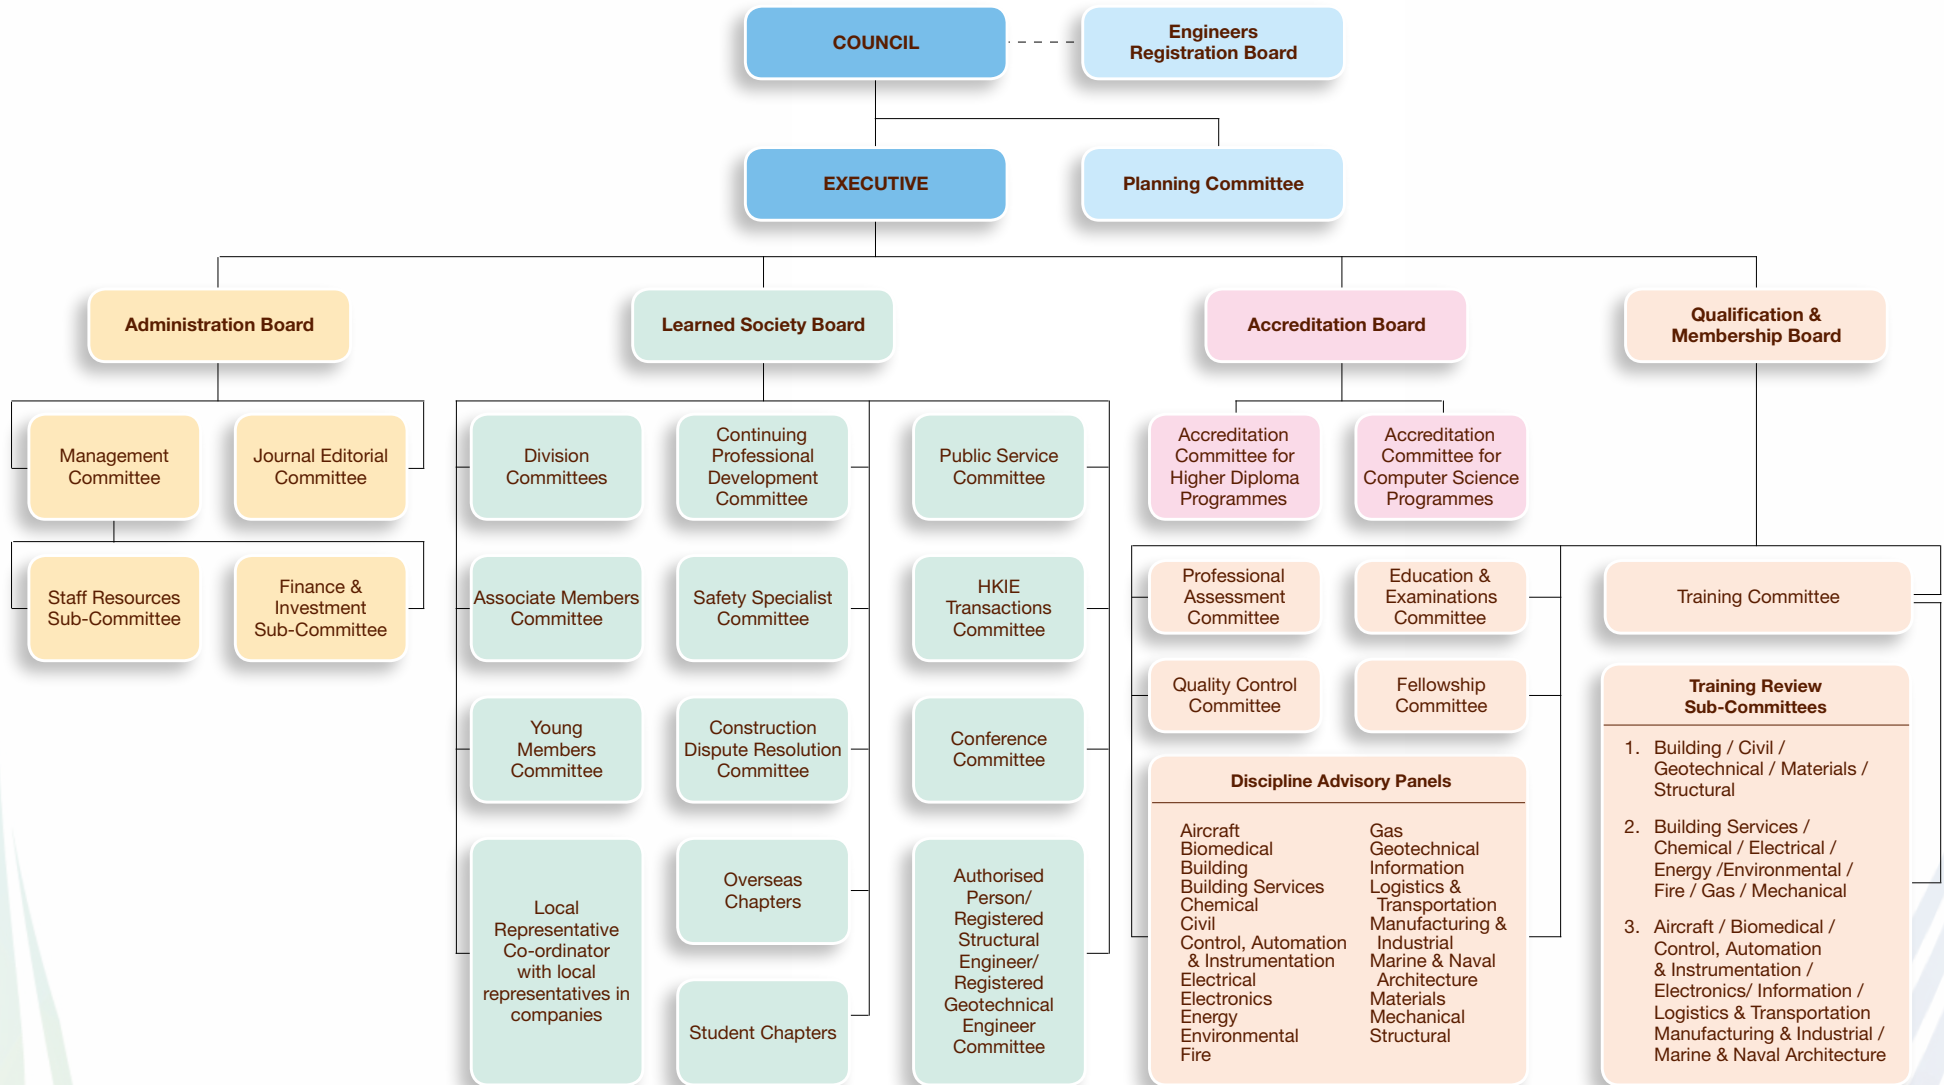 COUNCIL
Engineers
Registration Board
EXECUTIVE
Planning Committee
Administration Board
Learned Society Board
Accreditation Board
Qualification &
Membership Board
Management
Committee
Journal Editorial
Committee
Staff Resources
Sub-Committee
Finance &
Investment
Sub-Committee
Division
Committees
Continuing
Professional
Development
Committee
Public Service
Committee
Associate Members
Committee
Safety Specialist
Committee
HKIE
Transactions
Committee
Young
Members
Committee
Construction
Dispute Resolution
Committee
Conference
Committee
Local
Representative
Co-ordinator
with local
representatives in
companies
Overseas
Chapters
Student Chapters
Authorised
Person/
Registered
Structural
Engineer/
Registered
Geotechnical
Engineer
Committee
Accreditation
Committee for
Higher Diploma
Programmes
Accreditation
Committee for
Computer Science
Programmes
Professional
Assessment
Committee
Education &
Examinations
Committee
Quality Control
Committee
Fellowship
Committee
Discipline Advisory Panels
Aircraft
Biomedical
Building
Building Services
Chemical
Civil
Control, Automation
& Instrumentation
Electrical
Electronics
Energy
Environmental
Fire
Gas
Geotechnical
Information
Logistics &
Transportation
Manufacturing &
Industrial
Marine & Naval
Architecture
Materials
Mechanical
Structural
Training Committee
Training Review
Sub-Committees
1. Building / Civil /
Geotechnical / Materials /
Structural
2. Building Services /
Chemical / Electrical /
Energy /Environmental /
Fire / Gas / Mechanical
3. Aircraft / Biomedical /
Control, Automation
& Instrumentation /
Electronics/ Information /
Logistics & Transportation
Manufacturing & Industrial /
Marine & Naval Architecture